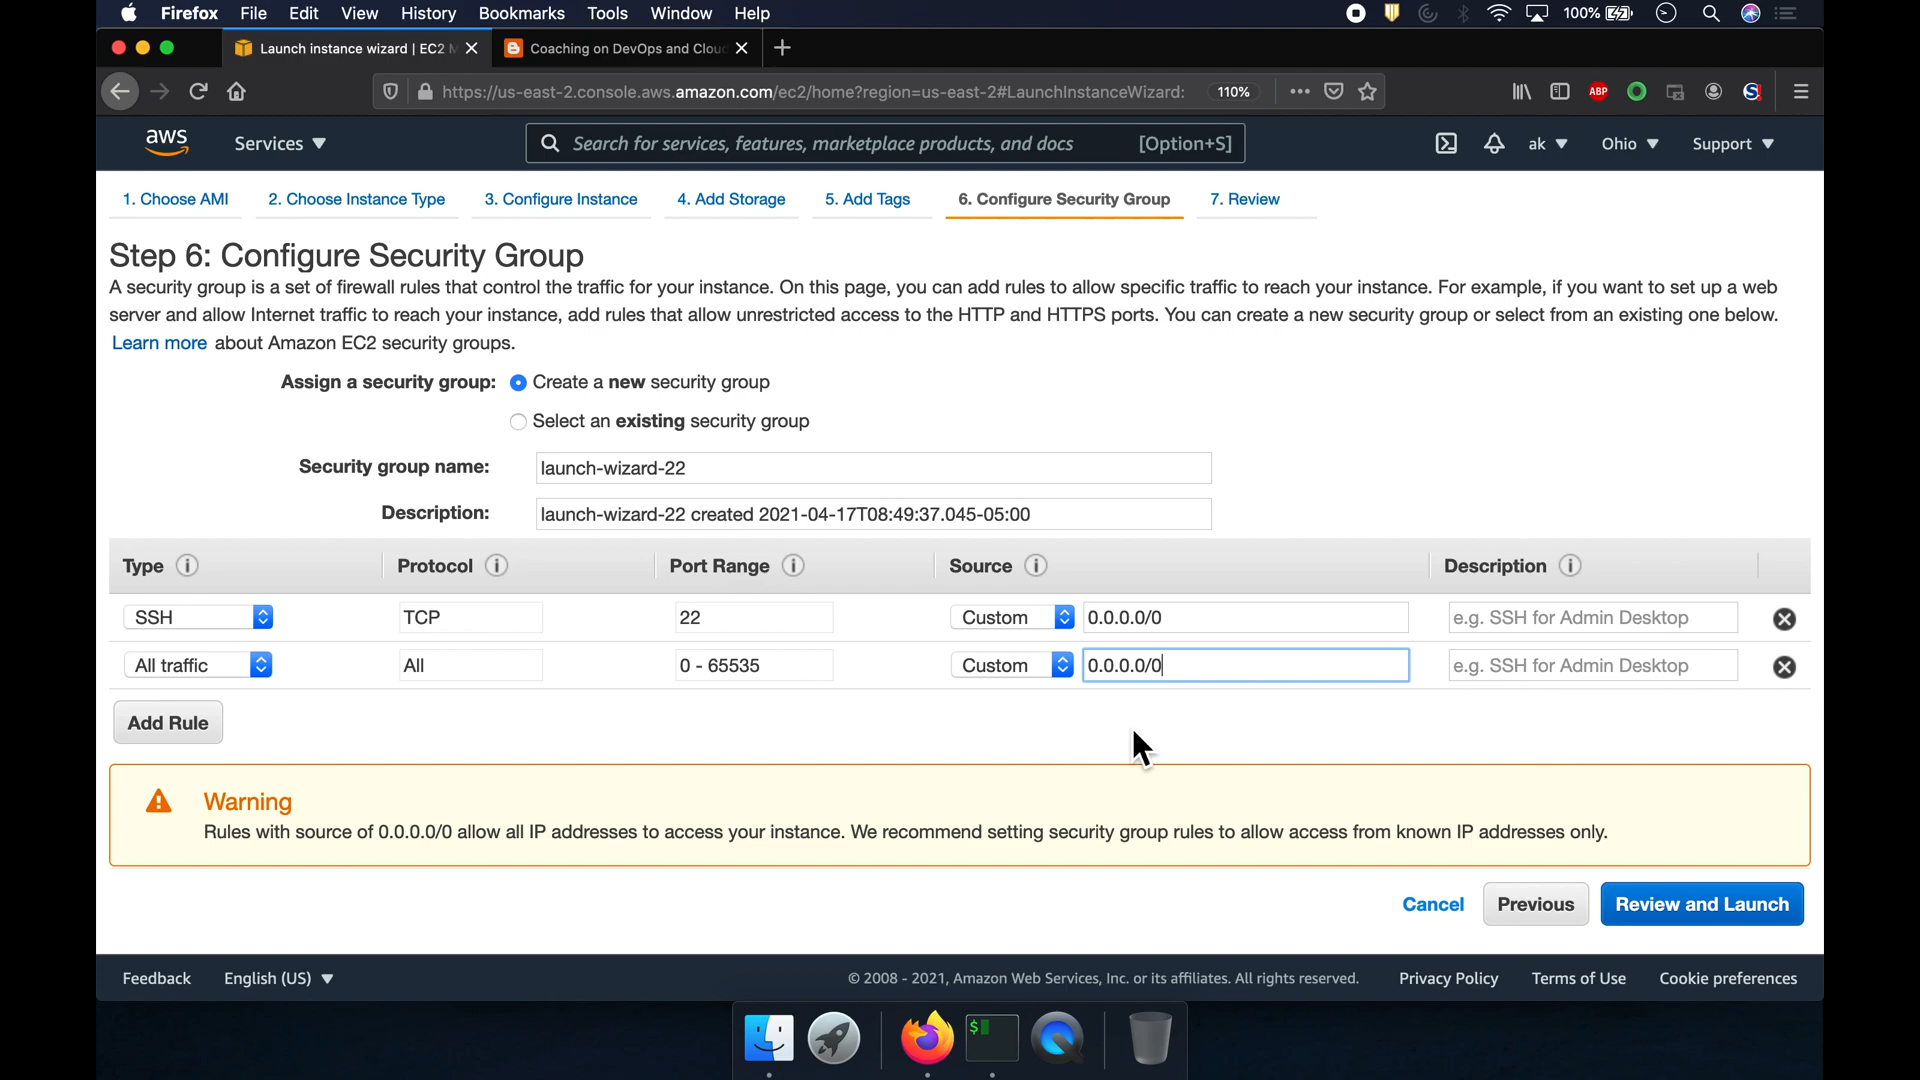 Firefox File Edit View History Bookmarks Tools Window Help 100%
Launch instance wizard | EC2 M Coaching on DevOps and Clou
https://us-east-2.console.aws.amazon.com/ec2/home?region=us-east-2#LaunchInstanceWizard: 110% ABP
aws Services Search for services, features, marketplace products, and docs [Option+S] ak Ohio Support
1. Choose AMI 2. Choose Instance Type 3. Configure Instance 4. Add Storage 5. Add Tags 6. Configure Security Group 7. Review
Step 6: Configure Security Group
A security group is a set of firewall rules that control the traffic for your instance. On this page, you can add rules to allow specific traffic to reach your instance. For example, if you want to set up a web
server and allow Internet traffic to reach your instance, add rules that allow unrestricted access to the HTTP and HTTPS ports. You can create a new security group or select from an existing one below.
Learn more about Amazon EC2 security groups.
Assign a security group: Create a new security group
Select an existing security group
Security group name: launch-wizard-22
Description: launch-wizard-22 created 2021-04-17T08:49:37.045-05:00
Type Protocol Port Range Source Description
SSH TCP 22 Custom 0.0.0.0/0 e.g. SSH for Admin Desktop
All traffic All 0 - 65535 Custom 0.0.0.0/0 e.g. SSH for Admin Desktop
Add Rule
Warning
Rules with source of 0.0.0.0/0 allow all IP addresses to access your instance. We recommend setting security group rules to allow access from known IP addresses only.
Cancel Previous Review and Launch
Feedback English (US) © 2008 - 2021, Amazon Web Services, Inc. or its affiliates. All rights reserved. Privacy Policy Terms of Use Cookie preferences